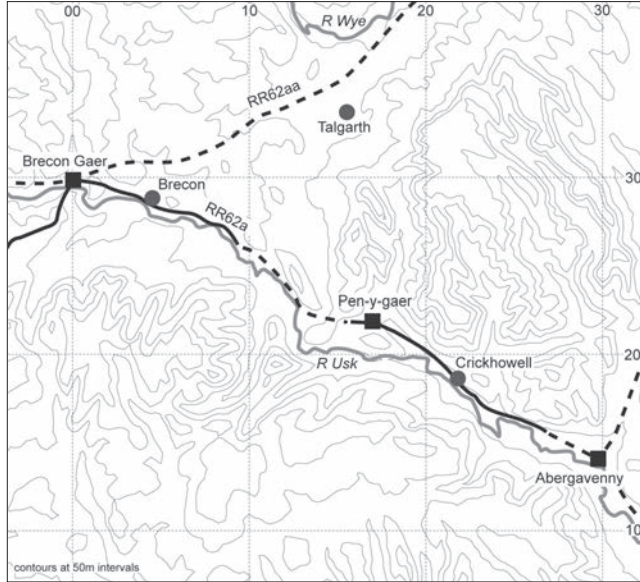 00
10
20
30
R Wye
RR62aa
Talgarth
Brecon Gaer
30
Brecon
RR62a
Pen-y-gaer
20
R Usk
Crickhowell
Abergavenny
10
contours at 50m intervals